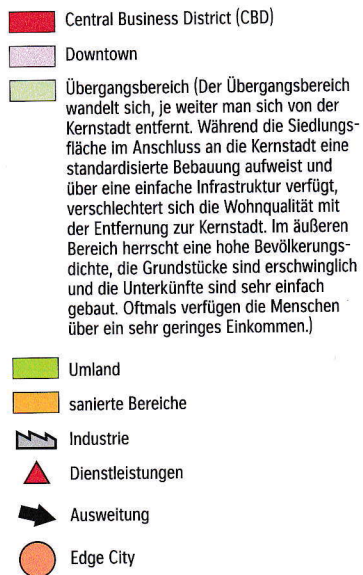 Central Business District (CBD)
Downtown
Übergangsbereich (Der Übergangsbereich
wandelt sich, je weiter man sich von der
Kernstadt entfernt. Während die Siedlungs-
fläche im Anschluss an die Kernstadt eine
standardisierte Bebauung aufweist und
über eine einfache Infrastruktur verfügt,
verschlechtert sich die Wohnqualität mit
der Entfernung zur Kernstadt. Im äußeren
Bereich herrscht eine hohe Bevölkerungs-
dichte, die Grundstücke sind erschwinglich
und die Unterkünfte sind sehr einfach
gebaut. Oftmals verfügen die Menschen
über ein sehr geringes Einkommen.)
Umland
sanierte Bereiche
Industrie
Dienstleistungen
Ausweitung
Edge City